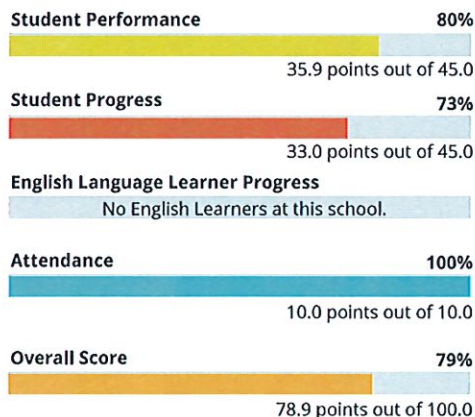 Student Performance 80%
35.9 points out of 45.0
Student Progress 73%
33.0 points out of 45.0
English Language Learner Progress
No English Learners at this school.
Attendance 100%
10.0 points out of 10.0
Overall Score 79%
78.9 points out of 100.0